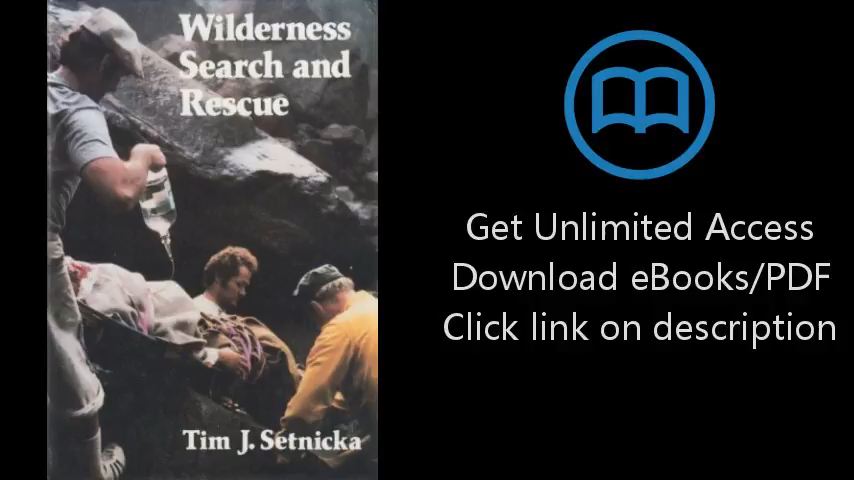 Wilderness
Search and
Rescue
Tim J. Setnicka
Get Unlimited Access
Download eBooks/PDF
Click link on description